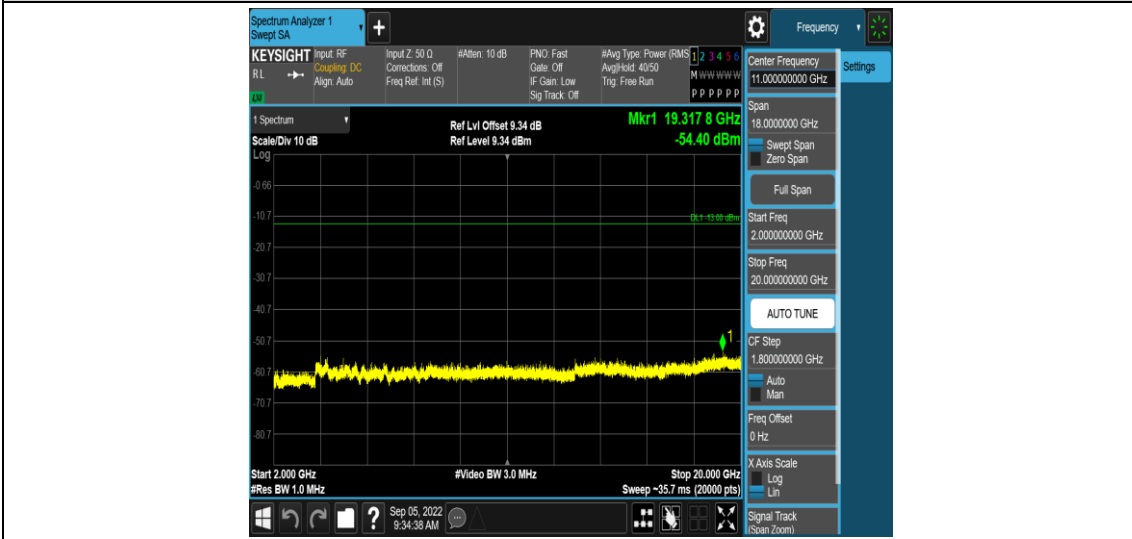 Spectrum Analyzer 1
Swept SA
+
Frequency
KEYSIGHT
RL
Input: RF
Coupling: DC
Align: Auto
Input Z: 50 Ω
Corrections: Off
Freq Ref: Int (S)
#Atten: 10 dB
PNO: Fast
Gate: Off
IF Gain: Low
Sig Track: Off
#Avg Type: Power (RMS
Avg|Hold: 40/50
Trig: Free Run
1 2 3 4 5 6
M W W W W W
P P P P P P
1 Spectrum
Scale/Div 10 dB
Log
Ref Lvl Offset 9.34 dB
Ref Level 9.34 dBm
Mkr1 19.317 8 GHz
-54.40 dBm
-0.66
-10.7
DL1 -13.00 dBm
-20.7
-30.7
-40.7
-50.7
1
-60.7
-70.7
-80.7
Start 2.000 GHz
#Res BW 1.0 MHz
#Video BW 3.0 MHz
Stop 20.000 GHz
Sweep ~35.7 ms (20000 pts)
?
Sep 05, 2022
9:34:38 AM
Center Frequency
11.000000000 GHz
Settings
Span
18.0000000 GHz
Swept Span
Zero Span
Full Span
Start Freq
2.000000000 GHz
Stop Freq
20.000000000 GHz
AUTO TUNE
CF Step
1.800000000 GHz
Auto
Man
Freq Offset
0 Hz
X Axis Scale
Log
Lin
Signal Track
(Span Zoom)